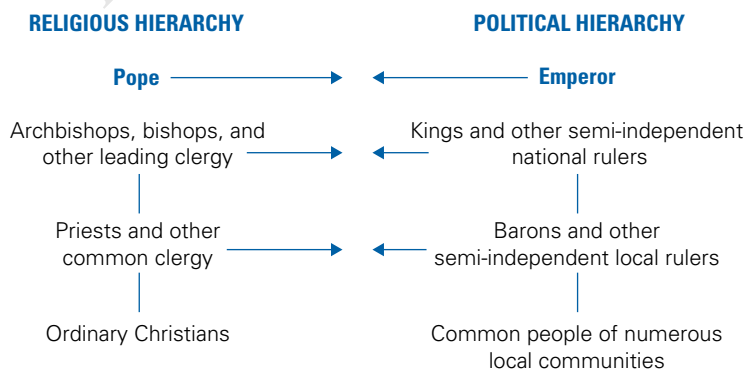 RELIGIOUS HIERARCHY
POLITICAL HIERARCHY
Pope
Emperor
Archbishops, bishops, and
other leading clergy
Kings and other semi-independent
national rulers
Priests and other
common clergy
Barons and other
semi-independent local rulers
Ordinary Christians
Common people of numerous
local communities